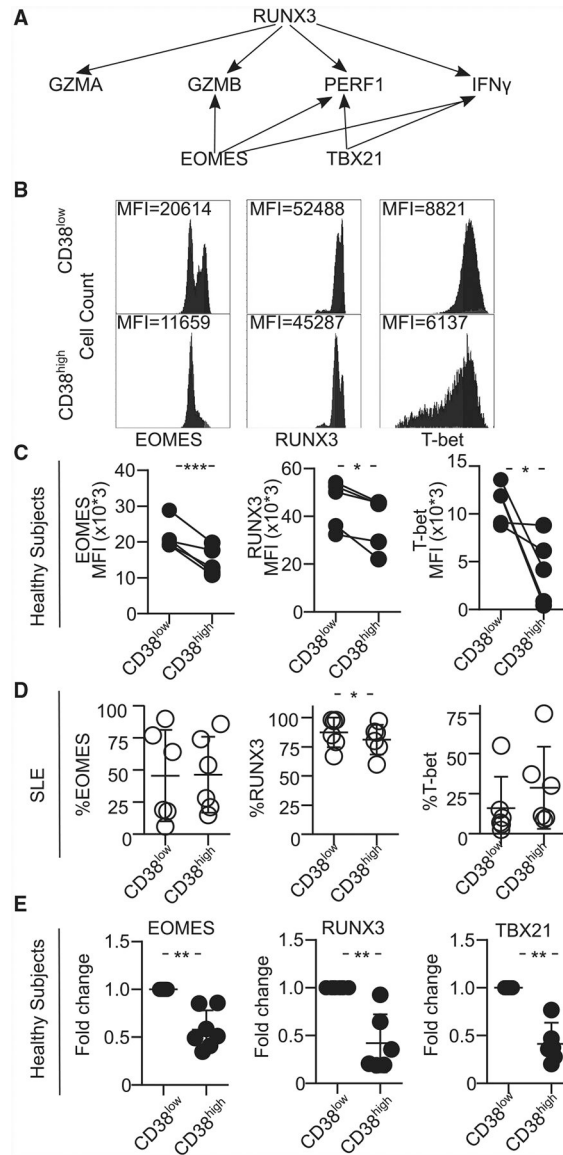 A
RUNX3
GZMA GZMB PERF1 IFNγ
EOMES TBX21
B
CD38low
CD38high
Cell Count
MFI=20614 MFI=52488 MFI=8821
MFI=11659 MFI=45287 MFI=6137
EOMES RUNX3 T-bet
C
Healthy Subjects
EOMES
MFI (x10*3)
40
30
20
10
0
***
CD38low CD38high
RUNX3
MFI (x10*3)
60
40
20
0
*
CD38low CD38high
T-bet
MFI (x10*3)
15
10
5
0
*
CD38low CD38high
D
SLE
%EOMES
100
75
50
25
0
CD38low CD38high
%RUNX3
100
75
50
25
0
*
CD38low CD38high
%T-bet
75
50
25
0
CD38low CD38high
E
Healthy Subjects
EOMES
Fold change
1.5
1.0
0.5
0
**
CD38low CD38high
RUNX3
Fold change
1.5
1.0
0.5
0
**
CD38low CD38high
TBX21
Fold change
1.5
1.0
0.5
0
**
CD38low CD38high